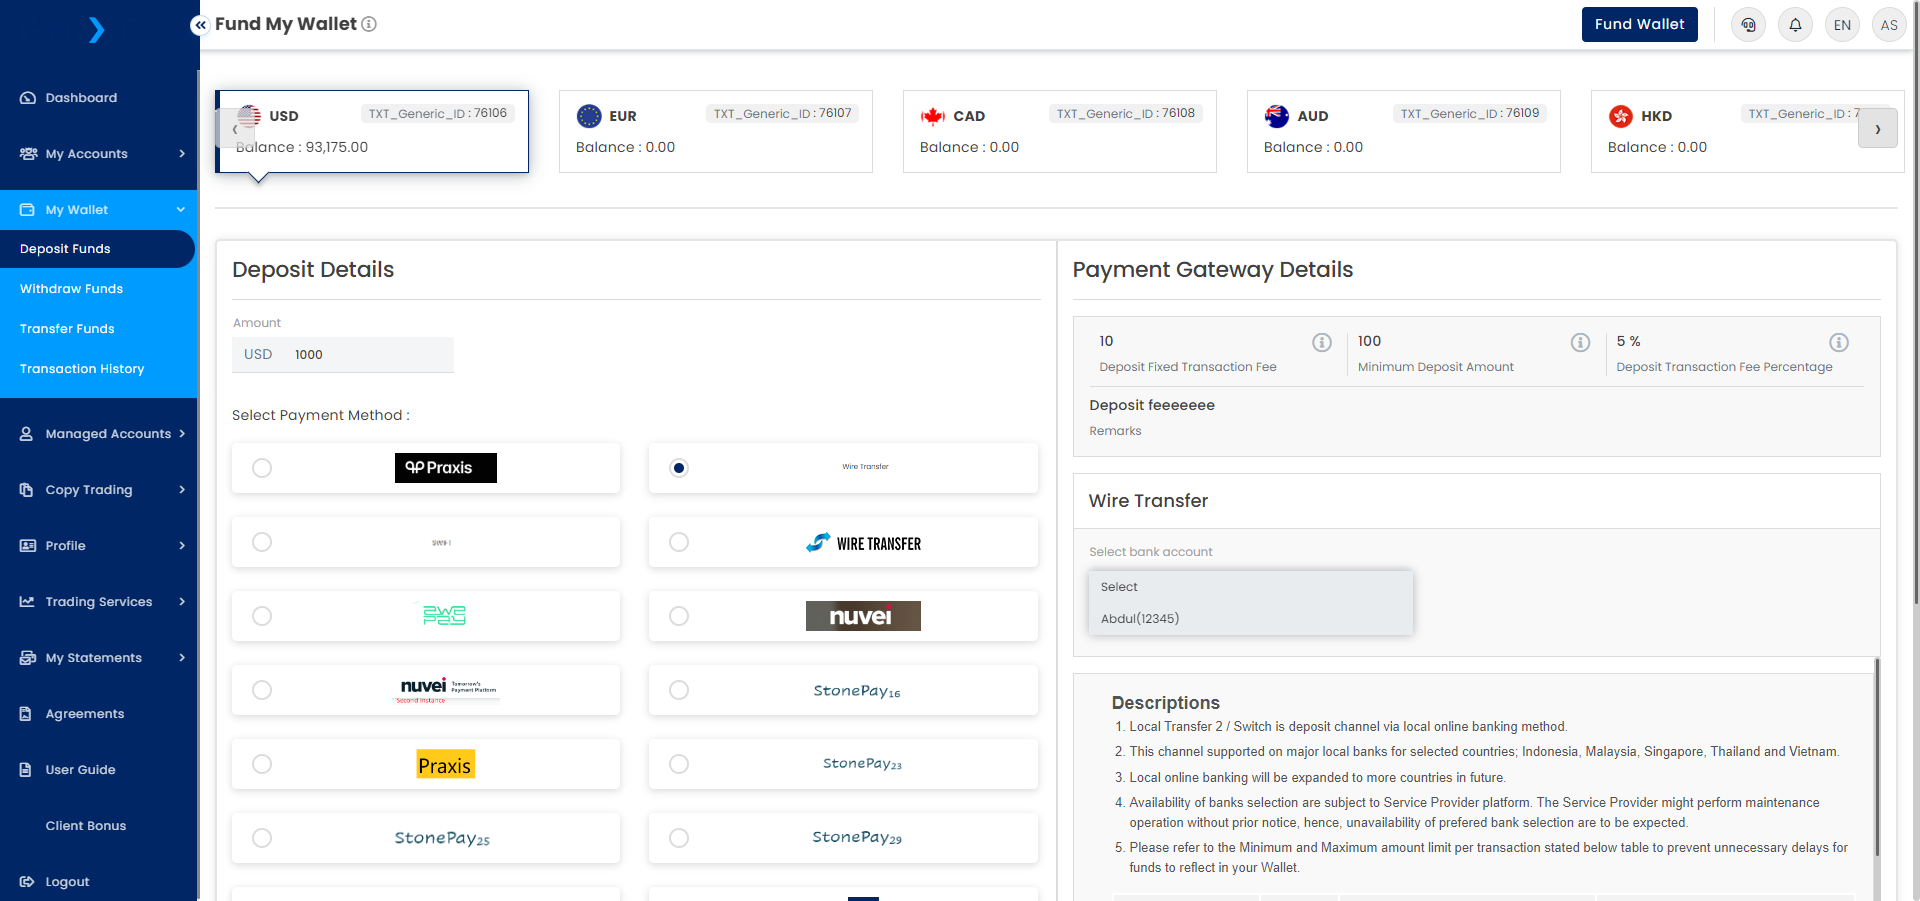 Fund My Wallet
Fund Wallet
EN
AS
Dashboard
My Accounts
My Wallet
Deposit Funds
Withdraw Funds
Transfer Funds
Transaction History
Managed Accounts
Copy Trading
Profile
Trading Services
My Statements
Agreements
User Guide
Client Bonus
Logout
USD TXT_Generic_ID : 76106
Balance : 93,175.00
EUR TXT_Generic_ID : 76107
Balance : 0.00
CAD TXT_Generic_ID : 76108
Balance : 0.00
AUD TXT_Generic_ID : 76109
Balance : 0.00
HKD TXT_Generic_ID : 7
Balance : 0.00
Deposit Details
Amount
USD 1000
Select Payment Method :
Praxis
Wire Transfer
WIRE TRANSFER
nuvei
nuvei Tomorrow's Payment Platform
Second Instance
StonePay16
Praxis
StonePay23
StonePay25
StonePay29
Payment Gateway Details
10
Deposit Fixed Transaction Fee
100
Minimum Deposit Amount
5 %
Deposit Transaction Fee Percentage
Deposit feeeeeee
Remarks
Wire Transfer
Select bank account
Select
Abdul(12345)
Descriptions
1. Local Transfer 2 / Switch is deposit channel via local online banking method.
2. This channel supported on major local banks for selected countries; Indonesia, Malaysia, Singapore, Thailand and Vietnam.
3. Local online banking will be expanded to more countries in future.
4. Availability of banks selection are subject to Service Provider platform. The Service Provider might perform maintenance
operation without prior notice, hence, unavailability of prefered bank selection are to be expected.
5. Please refer to the Minimum and Maximum amount limit per transaction stated below table to prevent unnecessary delays for
funds to reflect in your Wallet.